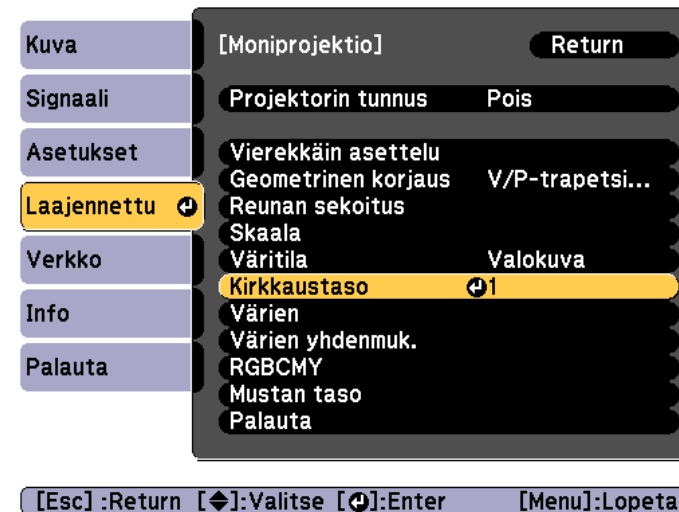 Kuva
Signaali
Asetukset
Laajennettu
Verkko
Info
Palauta
[Moniprojektio] Return
Projektorin tunnus Pois
Vierekkäin asettelu
Geometrinen korjaus V/P-trapetsi...
Reunan sekoitus
Skaala
Väritila Valokuva
Kirkkaustaso 1
Värien
Värien yhdenmuk.
RGBCMY
Mustan taso
Palauta
[Esc] :Return [◆]:Valitse [⏎]:Enter [Menu]:Lopeta